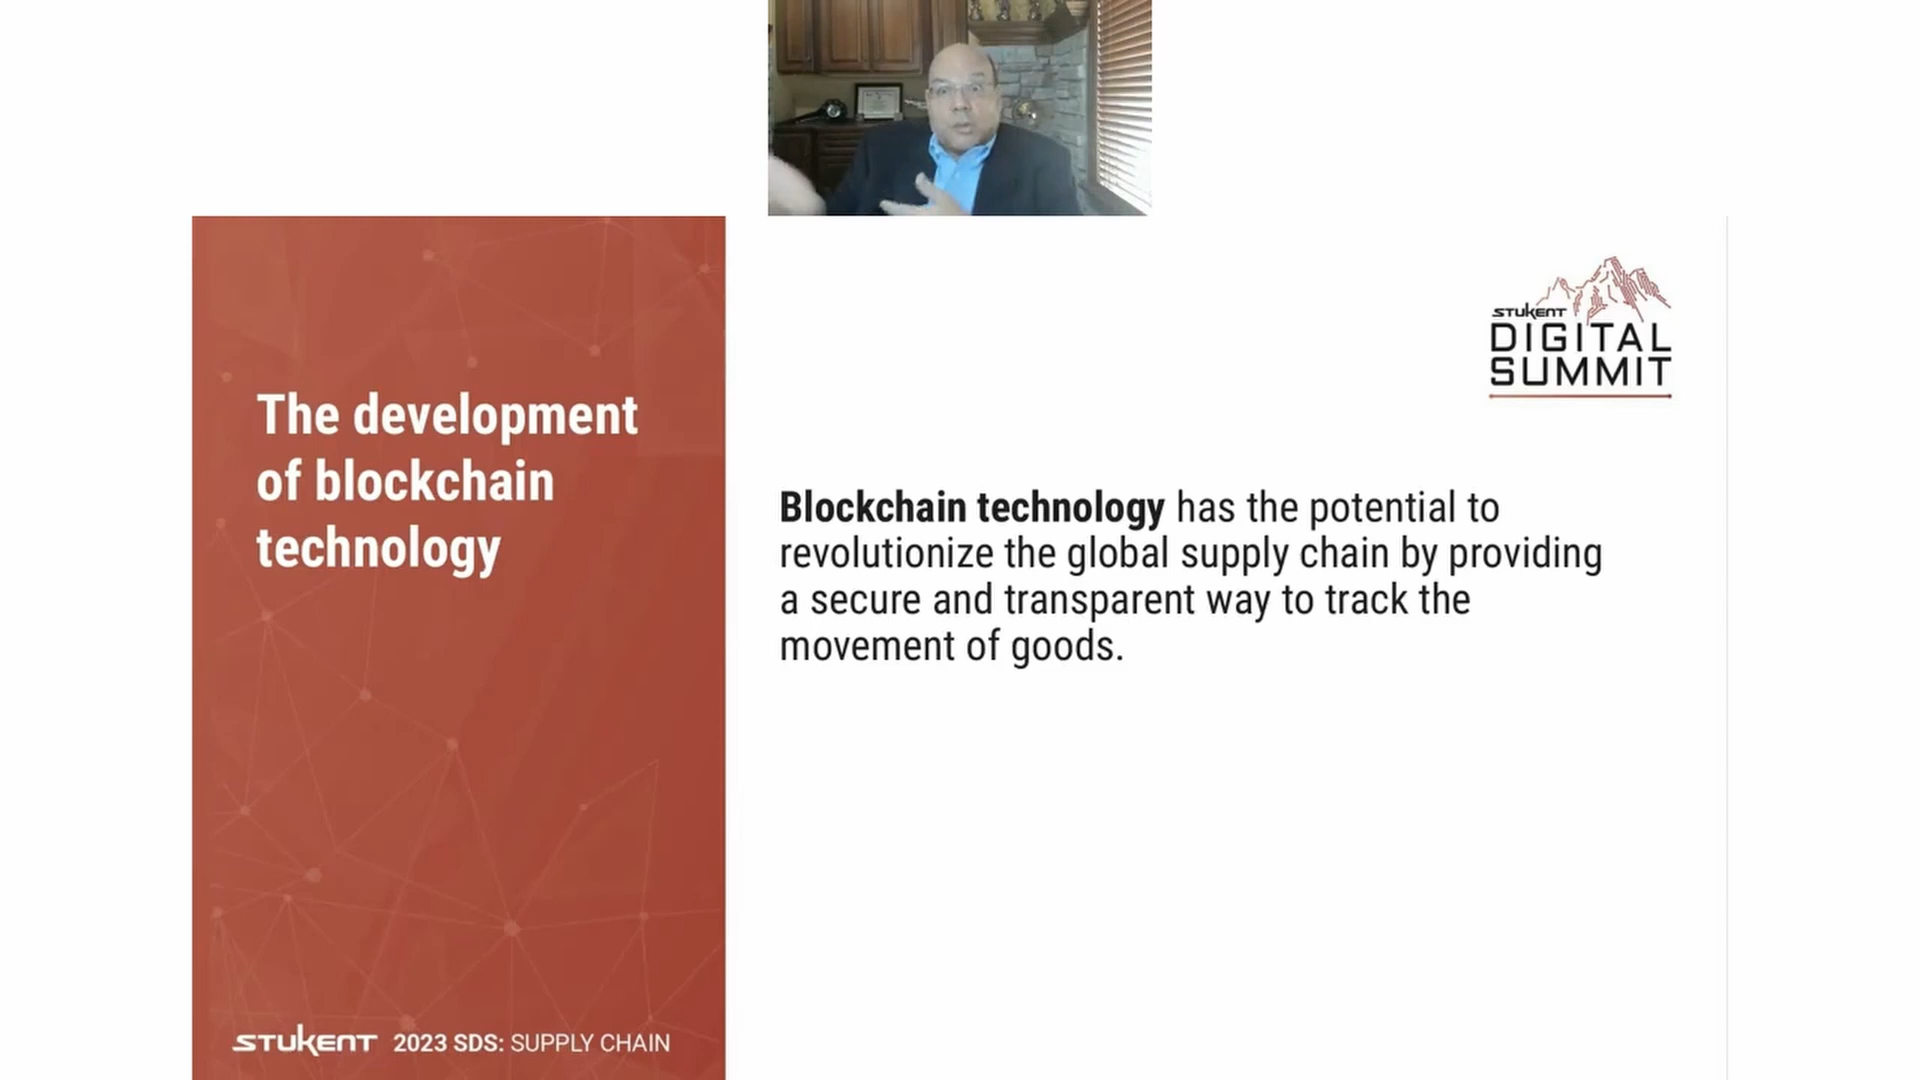 The development
of blockchain
technology
STUKENT
DIGITAL
SUMMIT
Blockchain technology has the potential to
revolutionize the global supply chain by providing
a secure and transparent way to track the
movement of goods.
STUKENT 2023 SDS: SUPPLY CHAIN